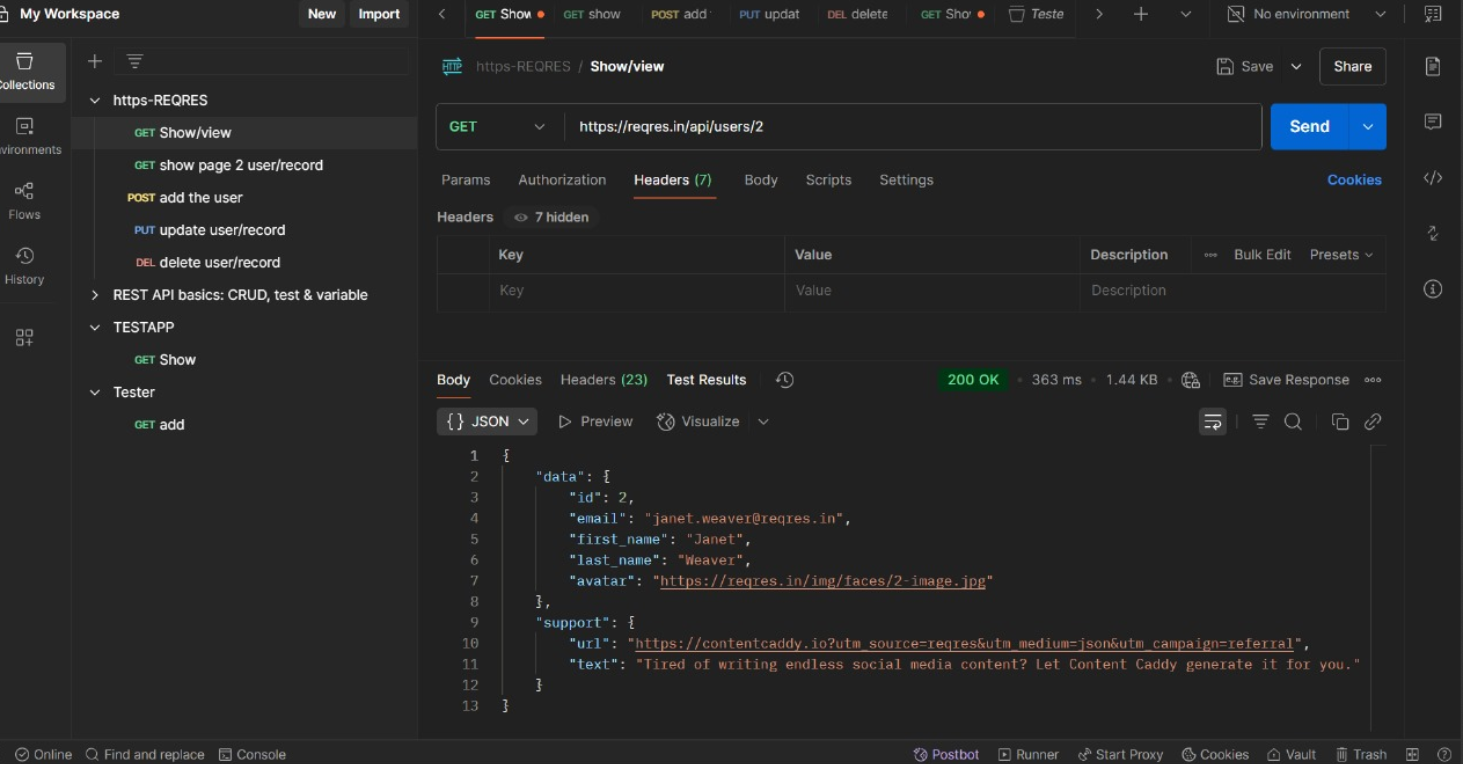 My Workspace New Import GET Show GET show POST add PUT updat DEL delete GET Sho Teste No environment
Collections
https-REQRES / Show/view Save Share
https-REQRES
GET Show/view
GET https://reqres.in/api/users/2 Send
vironments
GET show page 2 user/record
Params Authorization Headers (7) Body Scripts Settings Cookies
POST add the user
Flows
Headers 7 hidden
PUT update user/record
Key Value Description Bulk Edit Presets
DEL delete user/record
History
Key Value Description
REST API basics: CRUD, test & variable
TESTAPP
GET Show
Body Cookies Headers (23) Test Results 200 OK 363 ms 1.44 KB e.g. Save Response
Tester
GET add
{} JSON Preview Visualize
1 {
2 "data": {
3 "id": 2,
4 "email": "janet.weaver@reqres.in",
5 "first_name": "Janet",
6 "last_name": "Weaver",
7 "avatar": "https://reqres.in/img/faces/2-image.jpg"
8 },
9 "support": {
10 "url": "https://contentcaddy.io?utm_source=reqres&utm_medium=json&utm_campaign=referral",
11 "text": "Tired of writing endless social media content? Let Content Caddy generate it for you."
12 }
13 }
Online Find and replace Console Postbot Runner Start Proxy Cookies Vault Trash